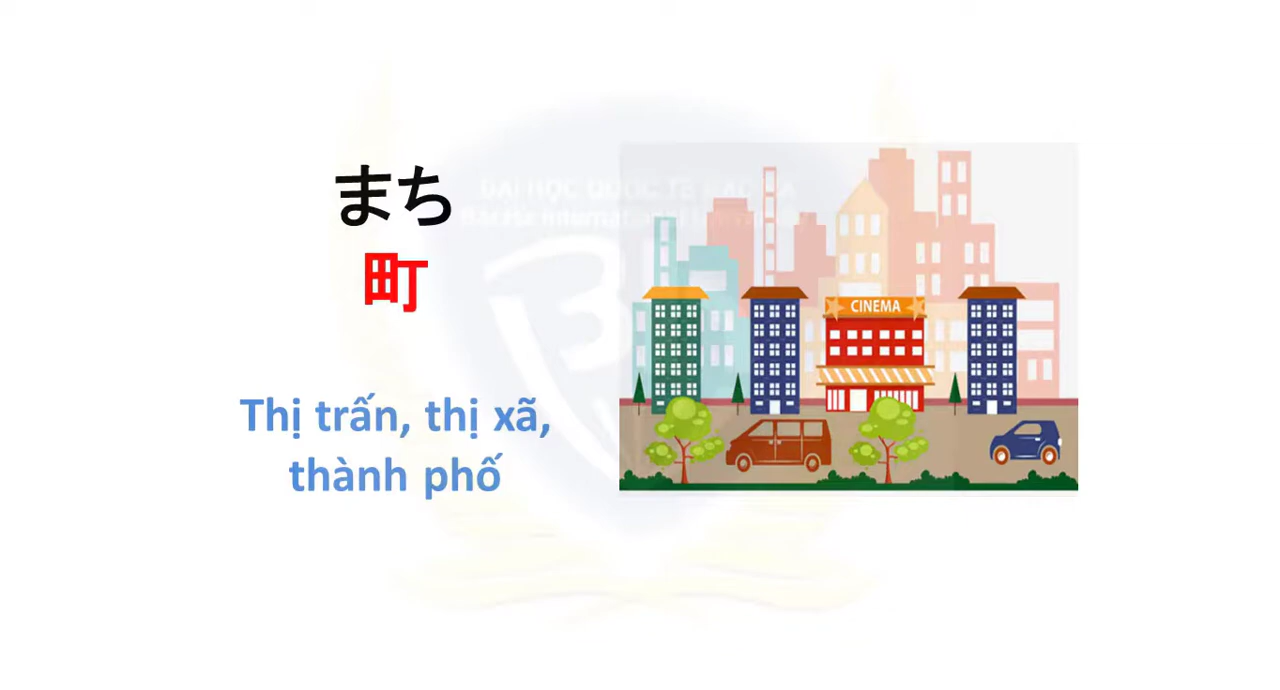 まち
町
Thị trấn, thị xã,
thành phố
CINEMA